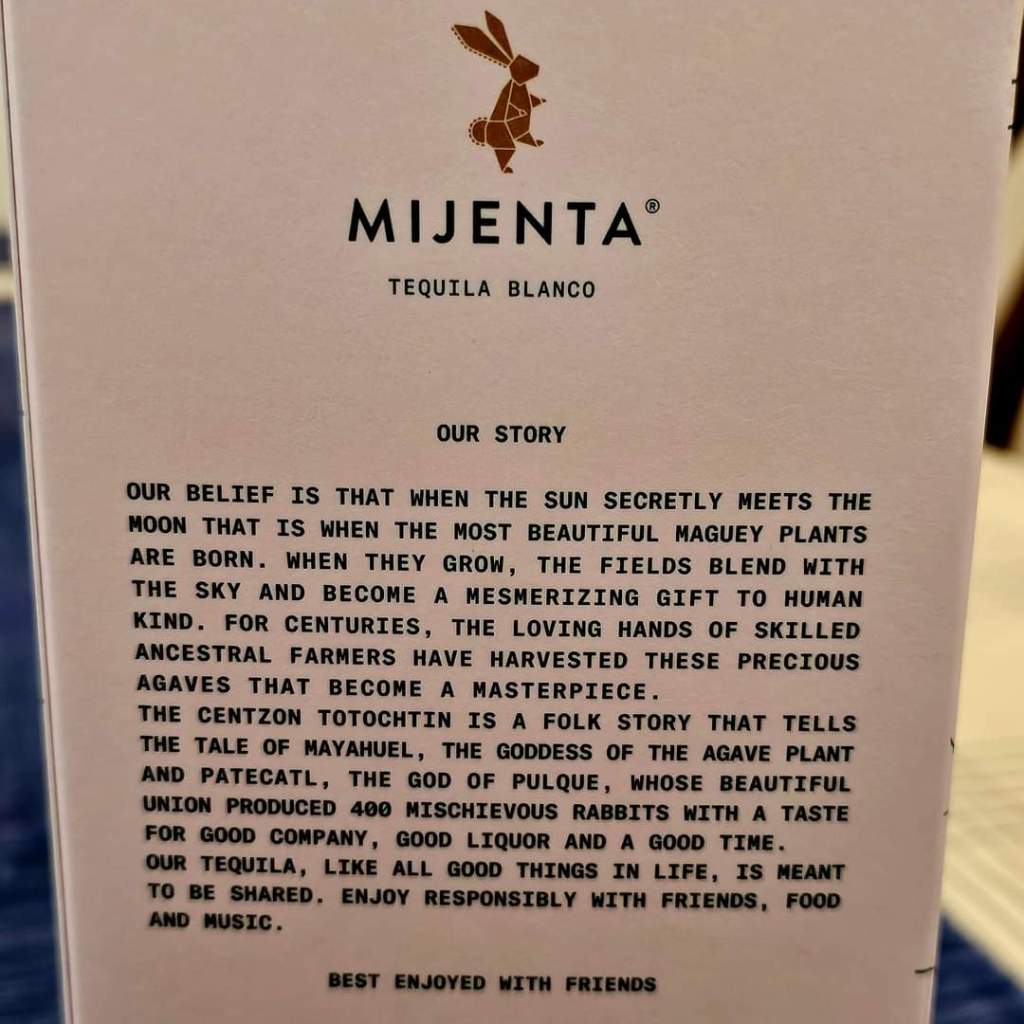 MIJENTA®
TEQUILA BLANCO
OUR STORY
OUR BELIEF IS THAT WHEN THE SUN SECRETLY MEETS THE
MOON THAT IS WHEN THE MOST BEAUTIFUL MAGUEY PLANTS
ARE BORN. WHEN THEY GROW, THE FIELDS BLEND WITH
THE SKY AND BECOME A MESMERIZING GIFT TO HUMAN
KIND. FOR CENTURIES, THE LOVING HANDS OF SKILLED
ANCESTRAL FARMERS HAVE HARVESTED THESE PRECIOUS
AGAVES THAT BECOME A MASTERPIECE.
THE CENTZON TOTOCHTIN IS A FOLK STORY THAT TELLS
THE TALE OF MAYAHUEL, THE GODDESS OF THE AGAVE PLANT
AND PATECATL, THE GOD OF PULQUE, WHOSE BEAUTIFUL
UNION PRODUCED 400 MISCHIEVOUS RABBITS WITH A TASTE
FOR GOOD COMPANY, GOOD LIQUOR AND A GOOD TIME.
OUR TEQUILA, LIKE ALL GOOD THINGS IN LIFE, IS MEANT
TO BE SHARED. ENJOY RESPONSIBLY WITH FRIENDS, FOOD
AND MUSIC.
BEST ENJOYED WITH FRIENDS